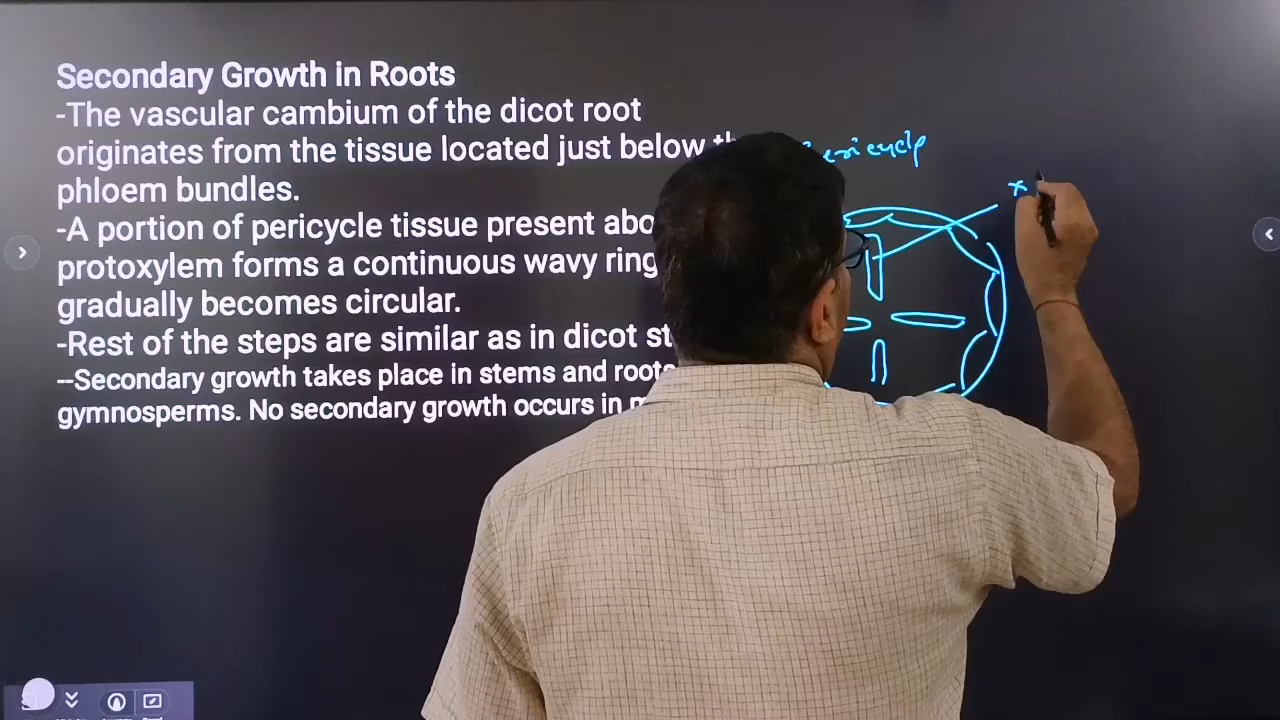 Secondary Growth in Roots
-The vascular cambium of the dicot root
originates from the tissue located just below
phloem bundles.
-A portion of pericycle tissue present
protoxylem forms a continuous wavy ring
gradually becomes circular.
-Rest of the steps are similar as in dicot
--Secondary growth takes place in stems and roots
gymnosperms. No secondary growth occurs in
x